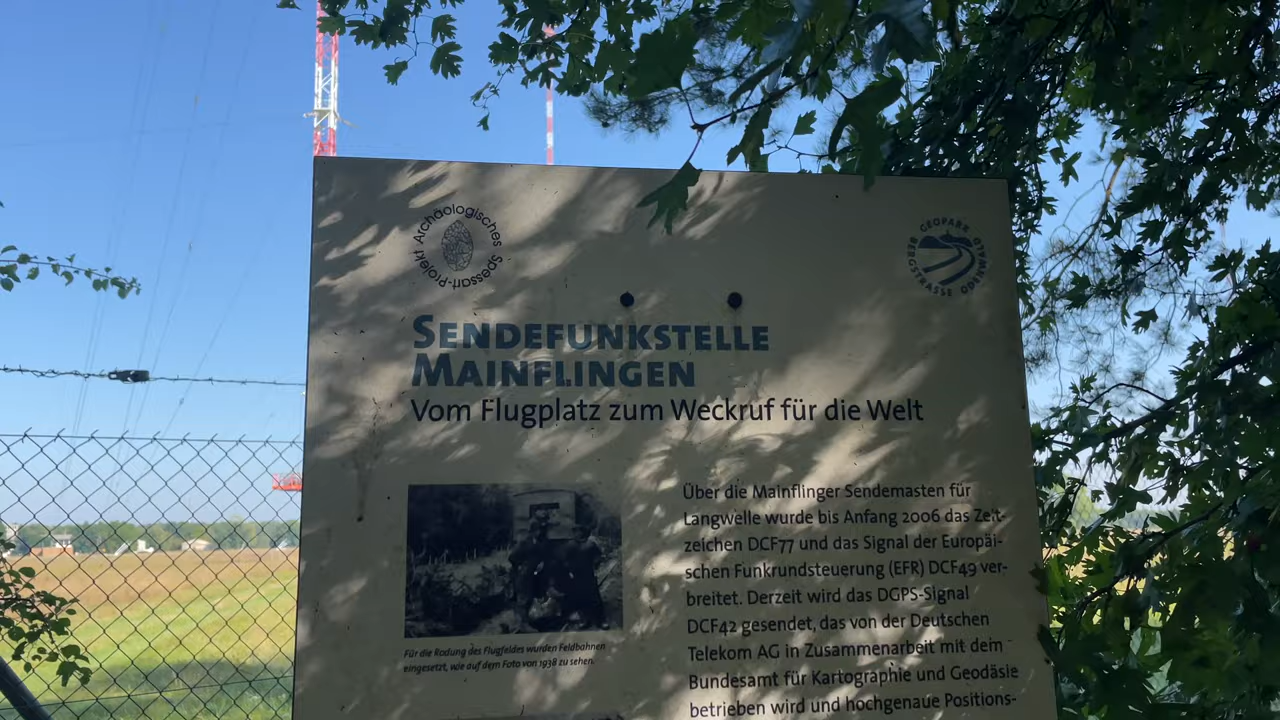 Archäologisches Spessart-Projekt
GEOPARK
BERGSTRASSE ODENWALD
SENDEFUNKSTELLE
MAINFLINGEN
Vom Flugplatz zum Weckruf für die Welt
Über die Mainflinger Sendemasten für
Langwelle wurde bis Anfang 2006 das Zeit-
zeichen DCF77 und das Signal der Europäi-
schen Funkrundsteuerung (EFR) DCF49 ver-
breitet. Derzeit wird das DGPS-Signal
DCF42 gesendet, das von der Deutschen
Telekom AG in Zusammenarbeit mit dem
Bundesamt für Kartographie und Geodäsie
betrieben wird und hochgenaue Positions-
Für die Rodung des Flugfeldes wurden Feldbahnen
eingesetzt, wie auf dem Foto von 1938 zu sehen.